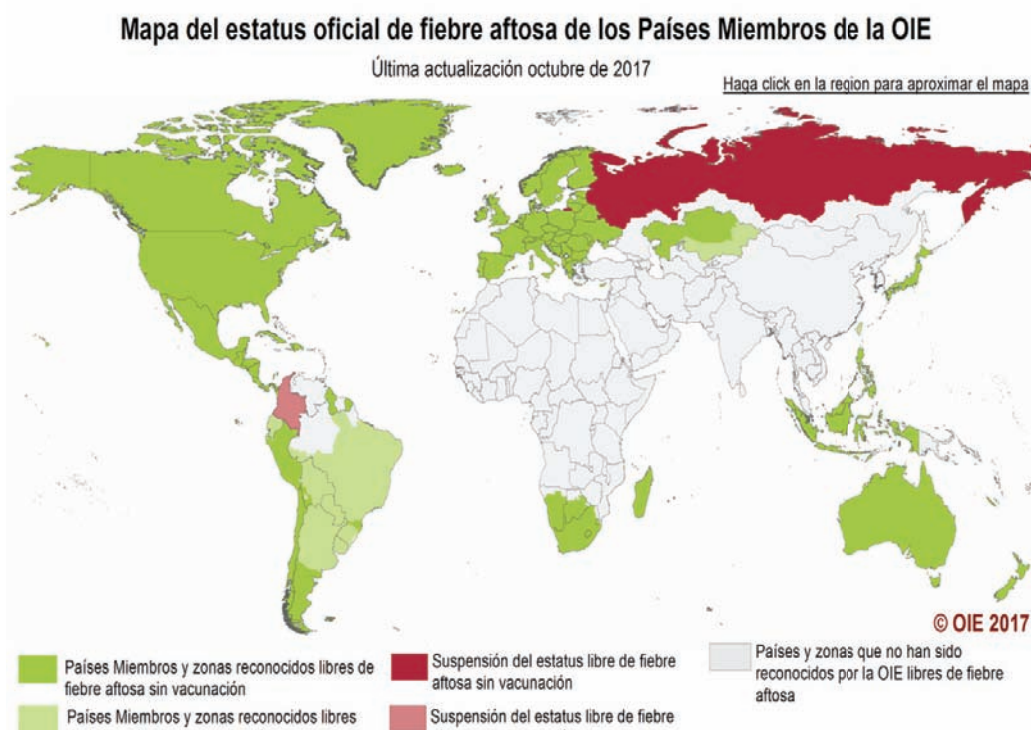 Mapa del estatus oficial de fiebre aftosa de los Países Miembros de la OIE
Última actualización octubre de 2017
Haga click en la region para aproximar el mapa
© OIE 2017
Países Miembros y zonas reconocidos libres de
fiebre aftosa sin vacunación
Países Miembros y zonas reconocidos libres
Suspensión del estatus libre de fiebre
aftosa sin vacunación
Suspensión del estatus libre de fiebre
Países y zonas que no han sido
reconocidos por la OIE libres de fiebre
aftosa